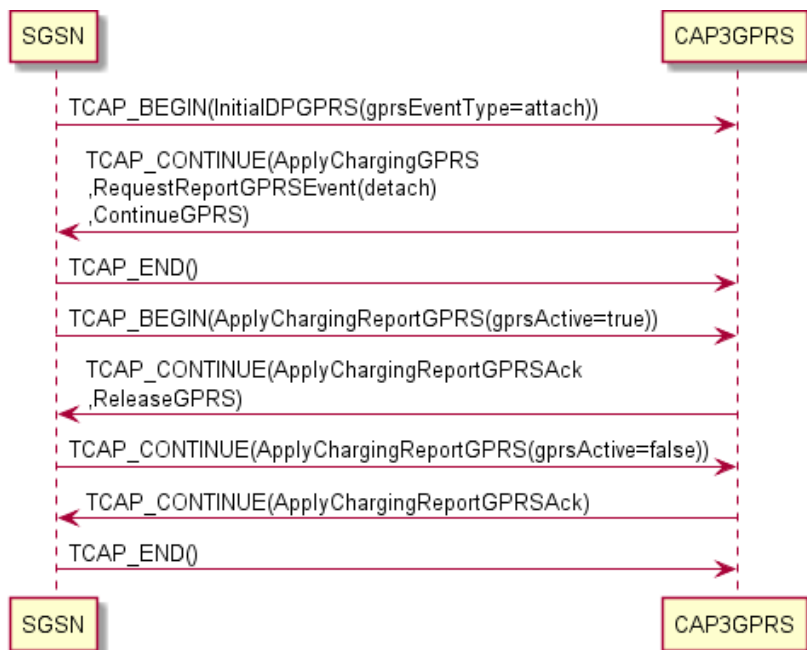 SGSN
CAP3GPRS
TCAP_BEGIN(InitialDPGPRS(gprsEventType=attach))
TCAP_CONTINUE(ApplyChargingGPRS
,RequestReportGPRSEvent(detach)
,ContinueGPRS)
TCAP_END()
TCAP_BEGIN(ApplyChargingReportGPRS(gprsActive=true))
TCAP_CONTINUE(ApplyChargingReportGPRSAck
,ReleaseGPRS)
TCAP_CONTINUE(ApplyChargingReportGPRS(gprsActive=false))
TCAP_CONTINUE(ApplyChargingReportGPRSAck)
TCAP_END()
SGSN
CAP3GPRS